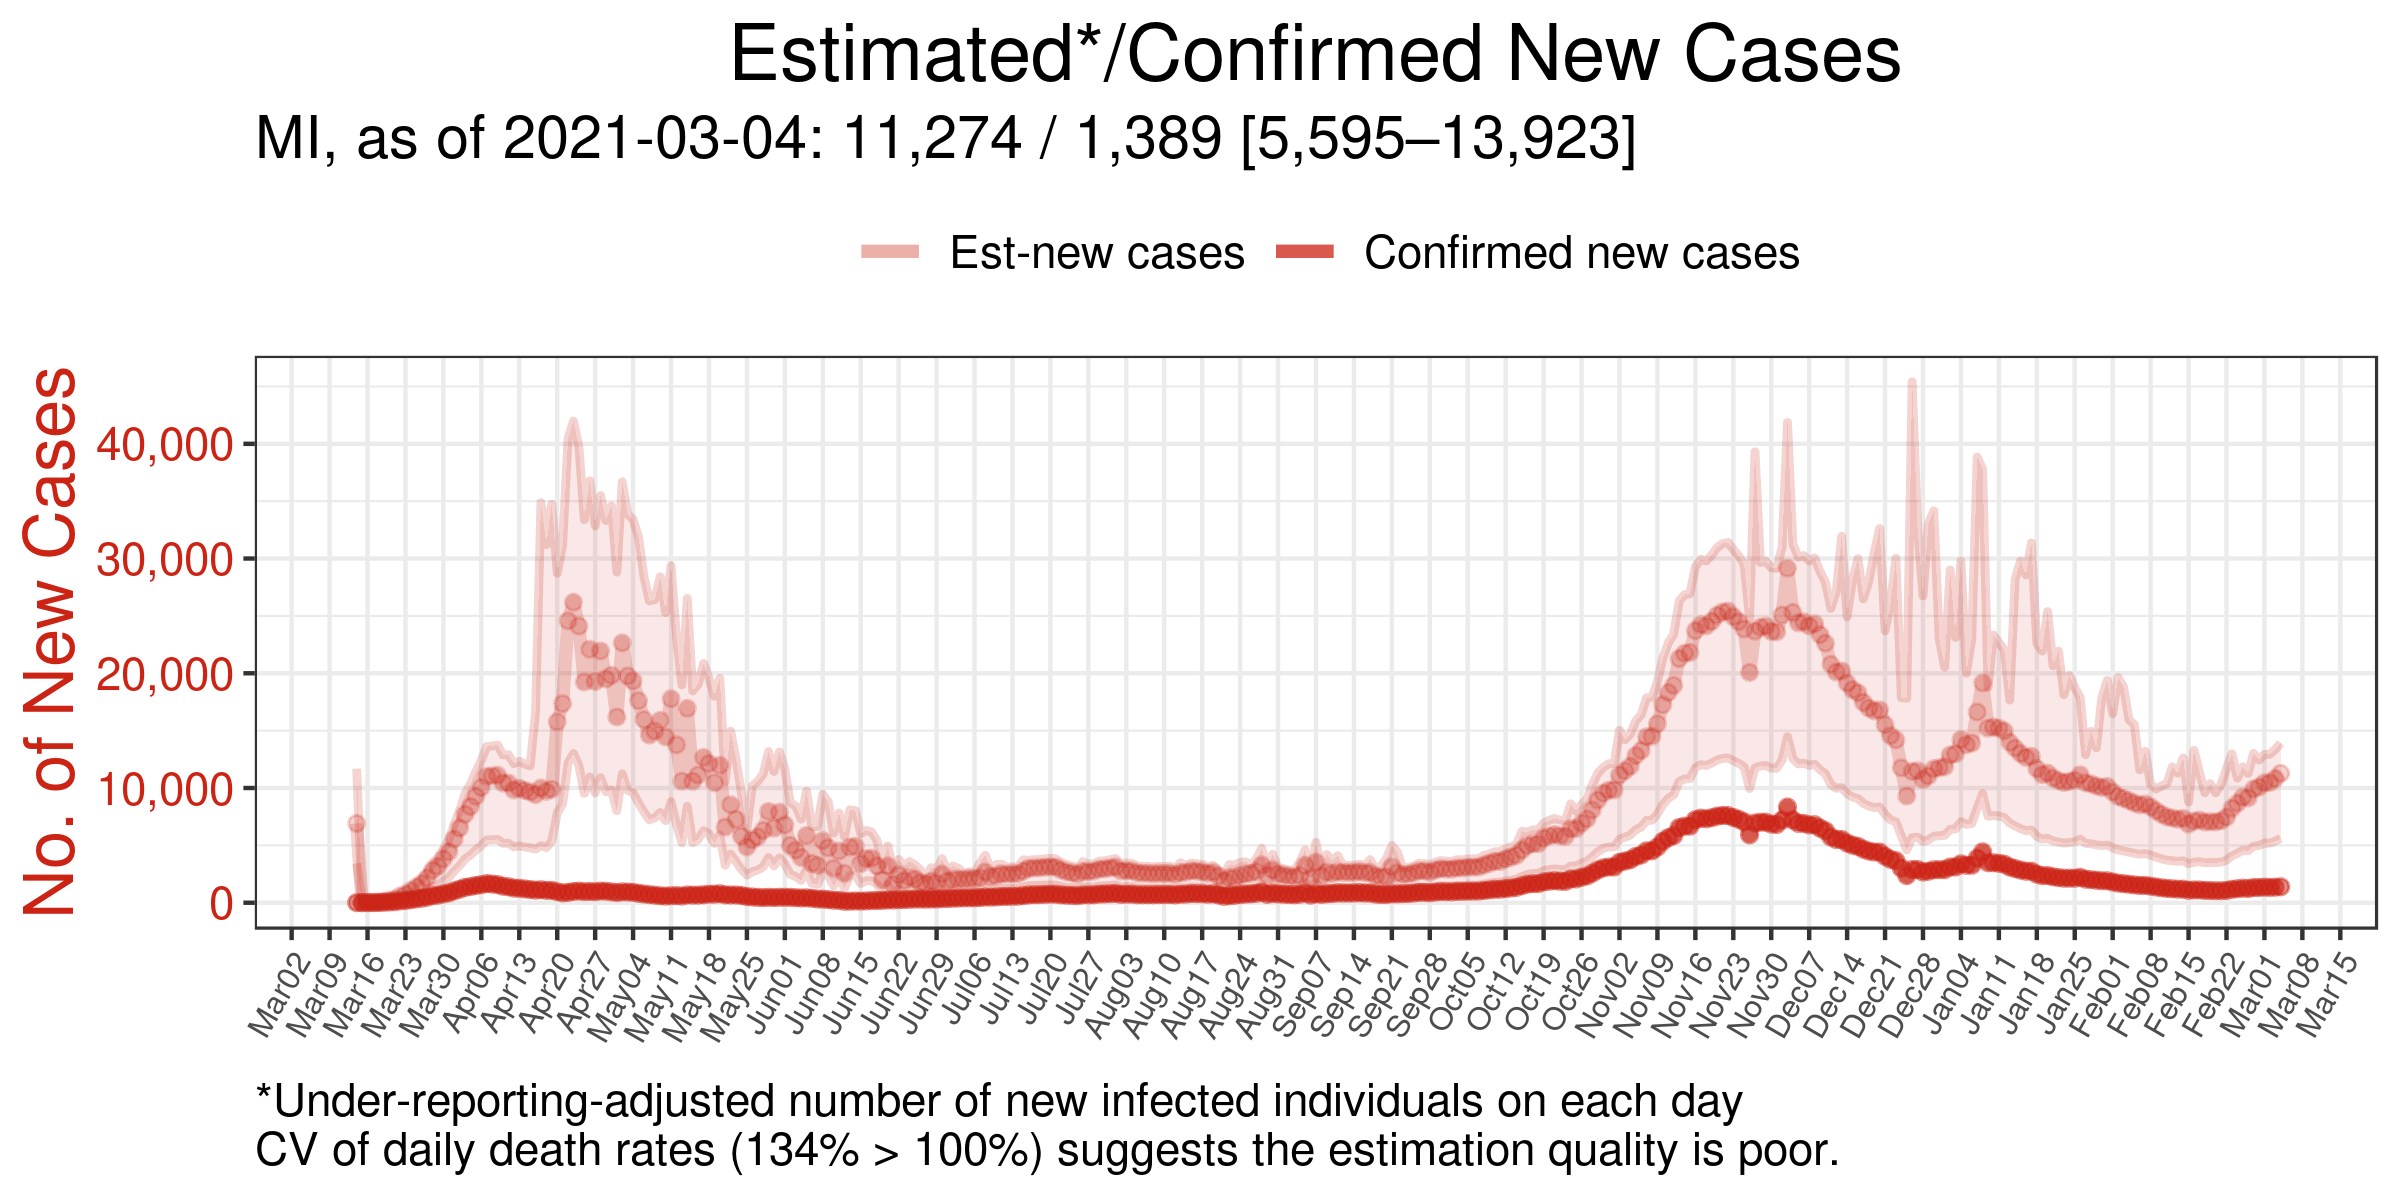 Estimated*/Confirmed New Cases
MI, as of 2021-03-04: 11,274 / 1,389 [5,595–13,923]
Est-new cases
Confirmed new cases
No. of New Cases
40,000
30,000
20,000
10,000
0
Mar02
Mar09
Mar16
Mar23
Mar30
Apr06
Apr13
Apr20
Apr27
May04
May11
May18
May25
Jun01
Jun08
Jun15
Jun22
Jun29
Jul06
Jul13
Jul20
Jul27
Aug03
Aug10
Aug17
Aug24
Aug31
Sep07
Sep14
Sep21
Sep28
Oct05
Oct12
Oct19
Oct26
Nov02
Nov09
Nov16
Nov23
Nov30
Dec07
Dec14
Dec21
Dec28
Jan04
Jan11
Jan18
Jan25
Feb01
Feb08
Feb15
Feb22
Mar01
Mar08
Mar15
*Under-reporting-adjusted number of new infected individuals on each day
CV of daily death rates (134% > 100%) suggests the estimation quality is poor.